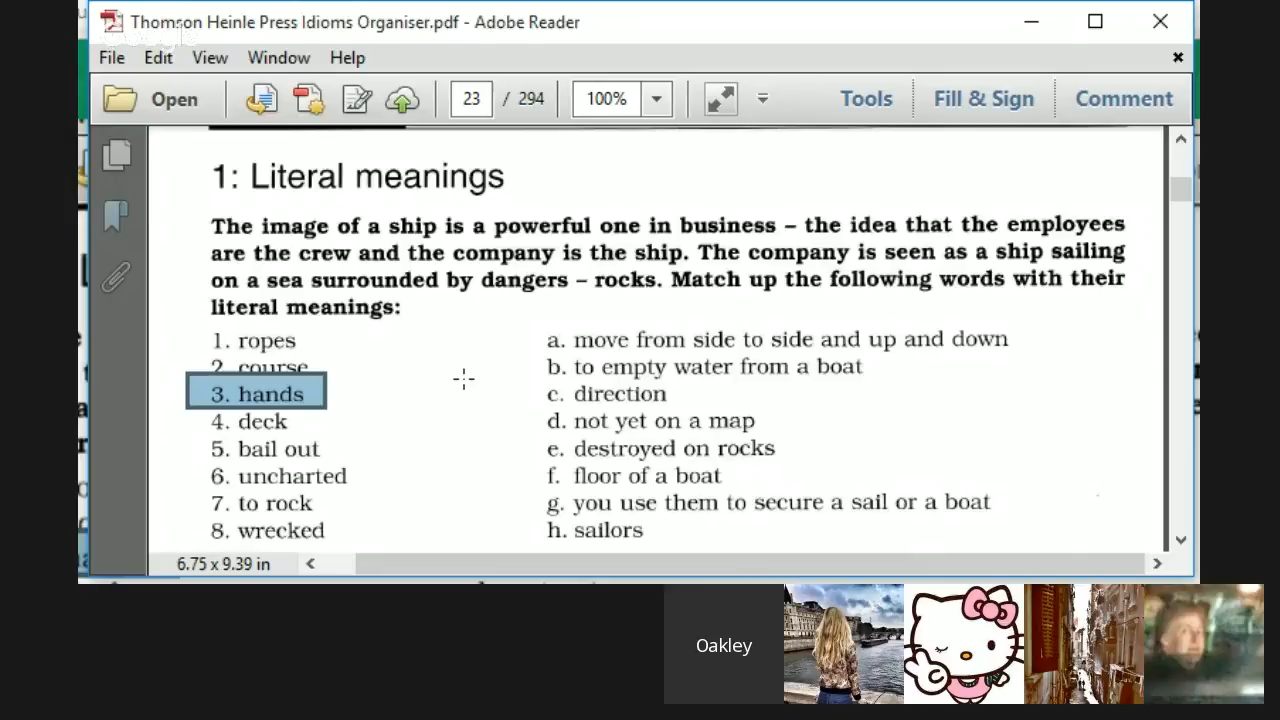 Thomson Heinle Press Idioms Organiser.pdf - Adobe Reader
File Edit View Window Help
Open 23 / 294 100% Tools Fill & Sign Comment
1: Literal meanings
The image of a ship is a powerful one in business – the idea that the employees
are the crew and the company is the ship. The company is seen as a ship sailing
on a sea surrounded by dangers – rocks. Match up the following words with their
literal meanings:
1. ropes
2. course
3. hands
4. deck
5. bail out
6. uncharted
7. to rock
8. wrecked
a. move from side to side and up and down
b. to empty water from a boat
c. direction
d. not yet on a map
e. destroyed on rocks
f. floor of a boat
g. you use them to secure a sail or a boat
h. sailors
6.75 x 9.39 in
Oakley